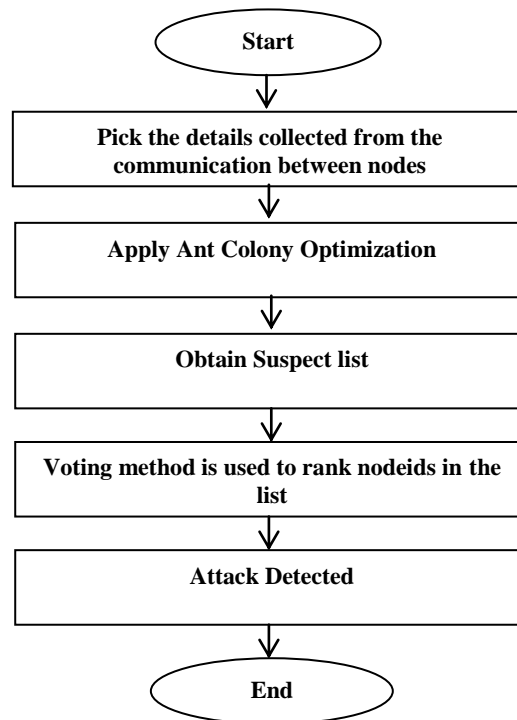 Start
Pick the details collected from the
communication between nodes
Apply Ant Colony Optimization
Obtain Suspect list
Voting method is used to rank nodeids in the
list
Attack Detected
End